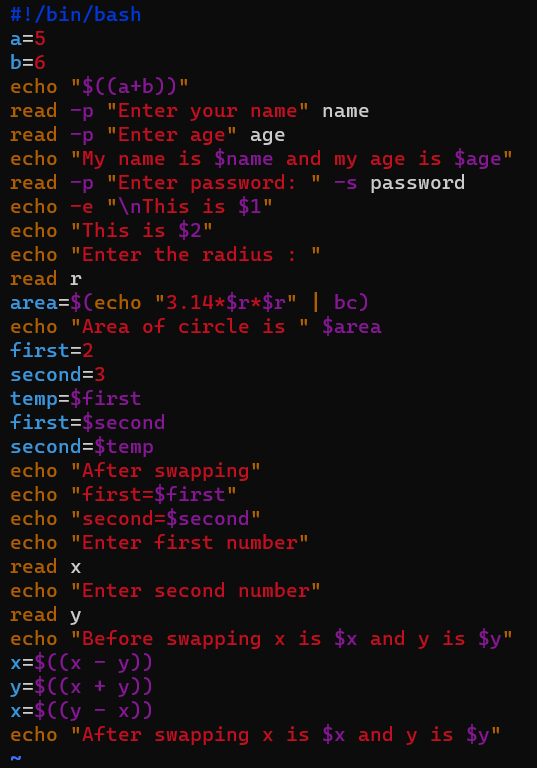 #!/bin/bash
a=5
b=6
echo "$((a+b))"
read -p "Enter your name" name
read -p "Enter age" age
echo "My name is $name and my age is $age"
read -p "Enter password: " -s password
echo -e "\nThis is $1"
echo "This is $2"
echo "Enter the radius : "
read r
area=$(echo "3.14*$r*$r" | bc)
echo "Area of circle is " $area
first=2
second=3
temp=$first
first=$second
second=$temp
echo "After swapping"
echo "first=$first"
echo "second=$second"
echo "Enter first number"
read x
echo "Enter second number"
read y
echo "Before swapping x is $x and y is $y"
x=$((x - y))
y=$((x + y))
x=$((y - x))
echo "After swapping x is $x and y is $y"
~